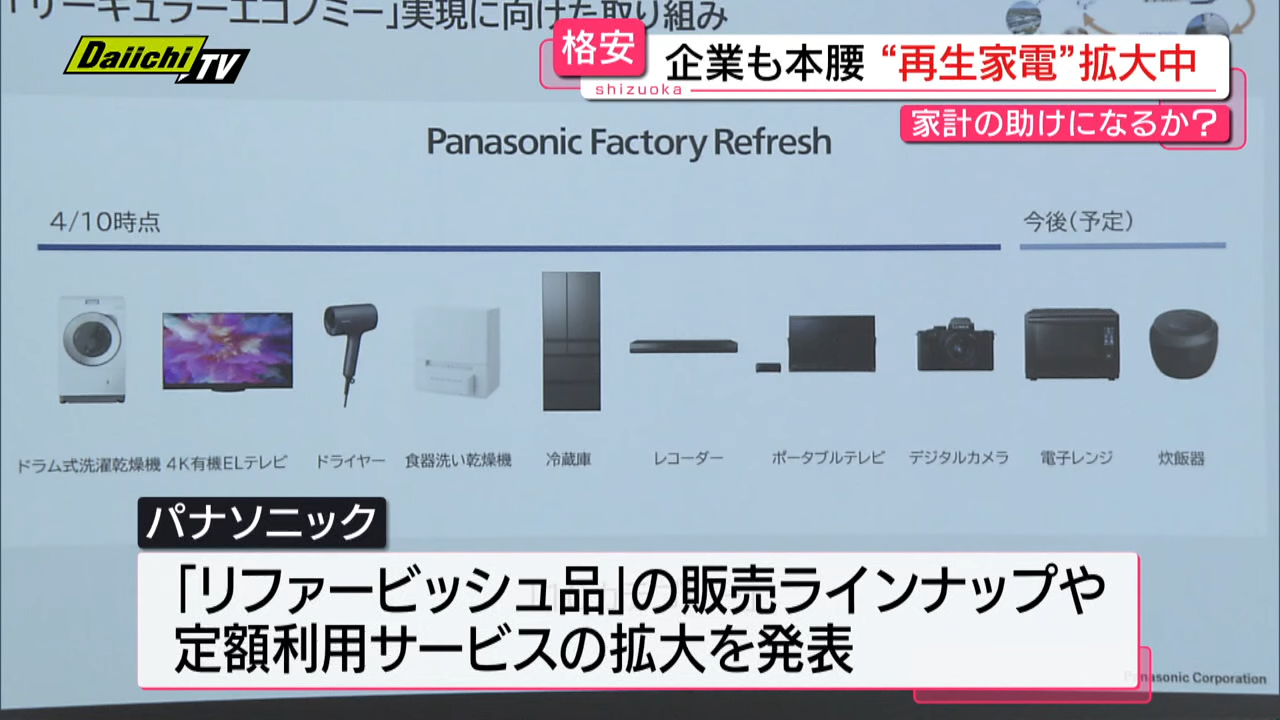 「サーキュラーエコノミー」実現に向けた取り組み
Daiichi-TV
格安
企業も本腰 “再生家電”拡大中
shizuoka
家計の助けになるか？
Panasonic Factory Refresh
4/10時点
今後(予定)
ドラム式洗濯乾燥機 4K有機ELテレビ ドライヤー 食器洗い乾燥機 冷蔵庫 レコーダー ポータブルテレビ デジタルカメラ 電子レンジ 炊飯器
パナソニック
「リファービッシュ品」の販売ラインナップや
定額利用サービスの拡大を発表
Panasonic Corporation